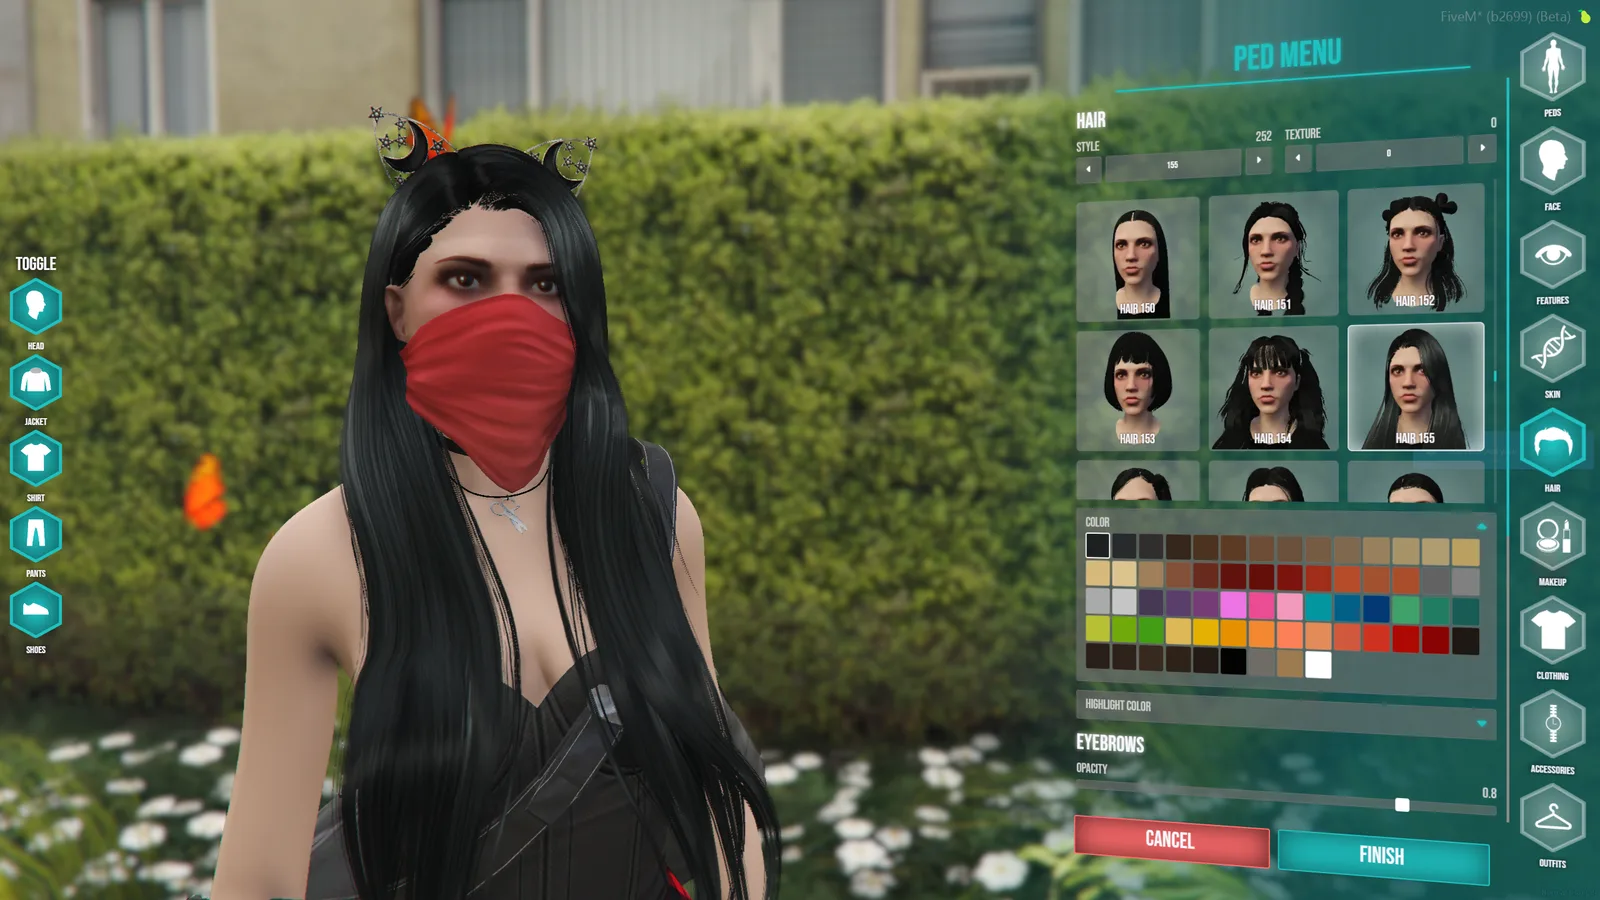 FiveM* (b2699) (Beta)
PED MENU
HAIR
STYLE
252
TEXTURE
0
155
0
HAIR 150
HAIR 151
HAIR 152
HAIR 153
HAIR 154
HAIR 155
COLOR
HIGHLIGHT COLOR
EYEBROWS
OPACITY
0.8
CANCEL
FINISH
TOGGLE
HEAD
JACKET
SHIRT
PANTS
SHOES
PEDS
FACE
FEATURES
SKIN
HAIR
MAKEUP
CLOTHING
ACCESSORIES
OUTFITS